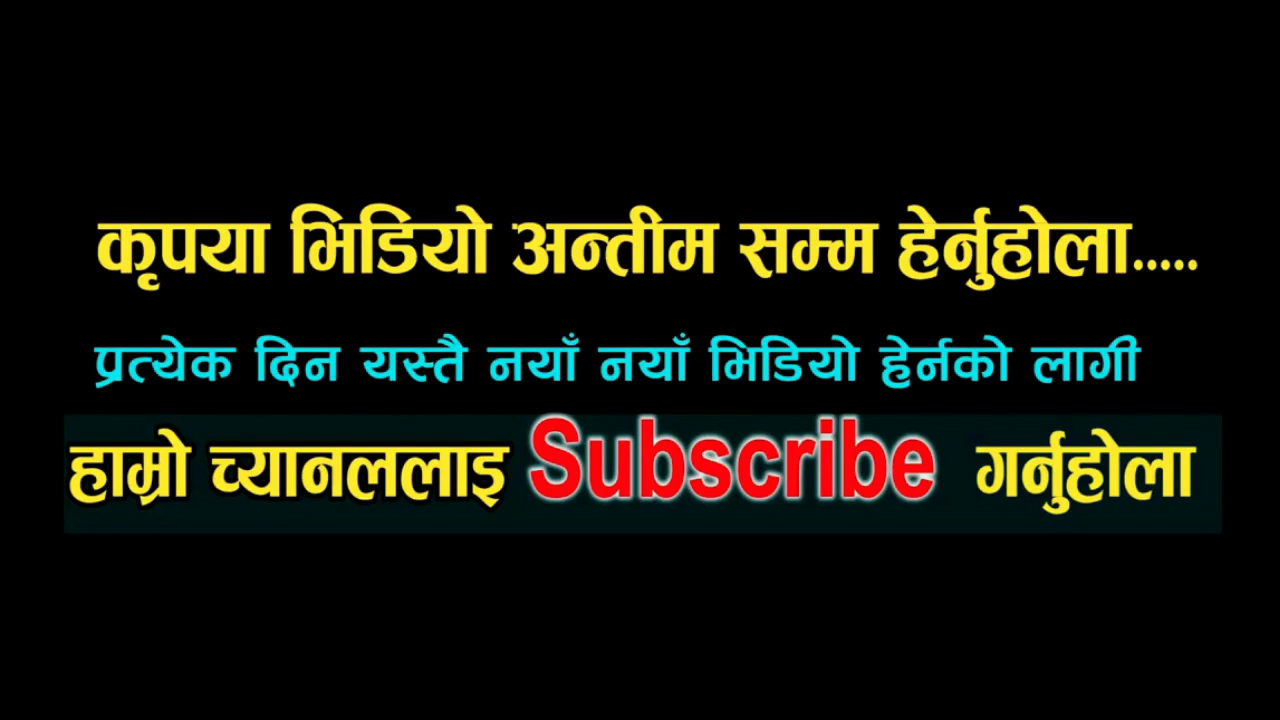 कृपया भिडियो अन्तीम सम्म हेर्नुहोला.....
प्रत्येक दिन यस्तै नयाँ नयाँ भिडियो हेर्नको लागी
हाम्रो च्यानललाइ Subscribe गर्नुहोला